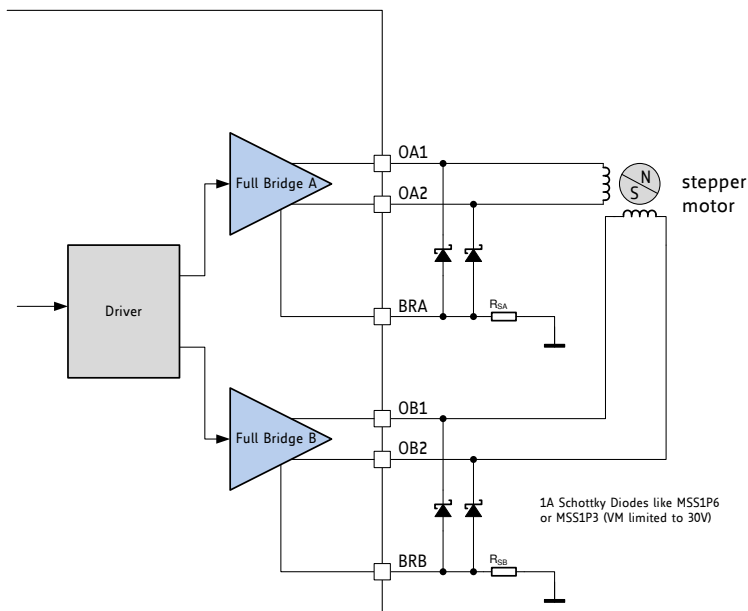 OA1
Full Bridge A
OA2
N
S
stepper
motor
Driver
BRA
RSA
OB1
Full Bridge B
OB2
1A Schottky Diodes like MSS1P6
or MSS1P3 (VM limited to 30V)
BRB
RSB